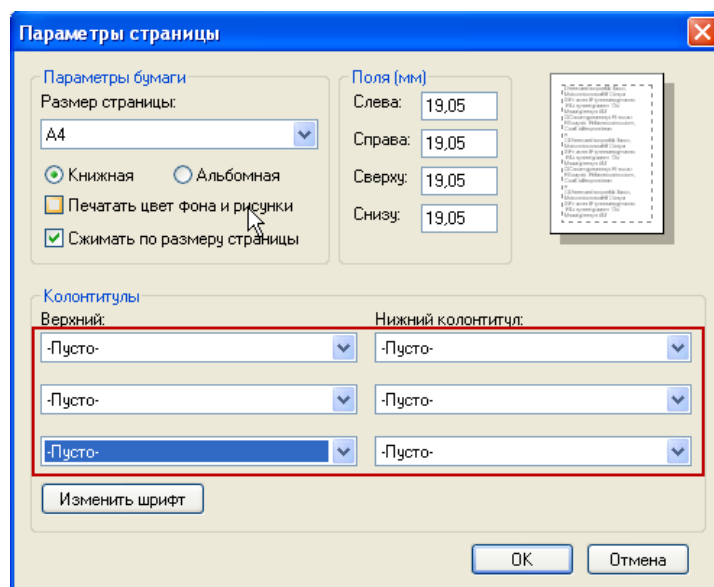 Параметры страницы
Параметры бумаги
Размер страницы:
A4
Книжная Альбомная
Печатать цвет фона и рисунки
Сжимать по размеру страницы
Поля (мм)
Слева: 19,05
Справа: 19,05
Сверху: 19,05
Снизу: 19,05
Колонтитулы
Верхний: Нижний колонтитул:
-Пусто- -Пусто-
-Пусто- -Пусто-
-Пусто- -Пусто-
Изменить шрифт
OK Отмена